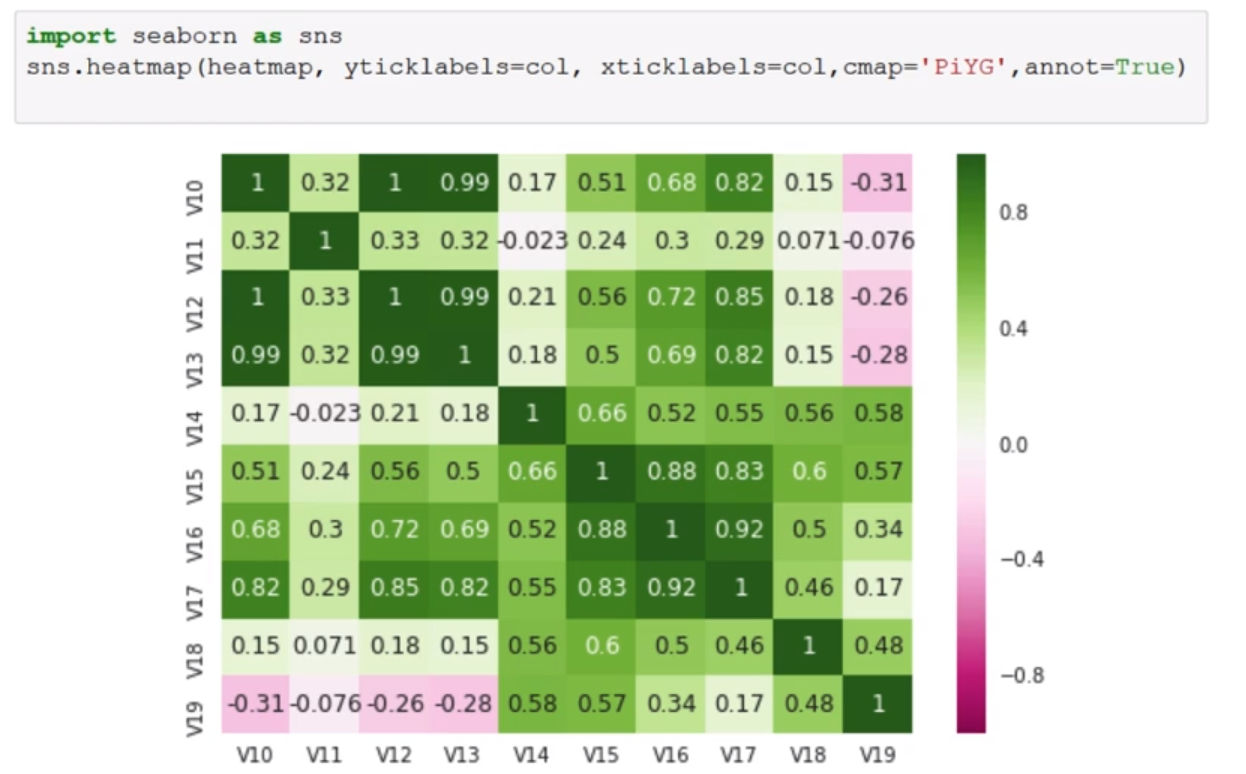 import seaborn as sns
sns.heatmap(heatmap, yticklabels=col, xticklabels=col,cmap='PiYG',annot=True)
V10 1 0.32 1 0.99 0.17 0.51 0.68 0.82 0.15 -0.31
0.8
V11 0.32 1 0.33 0.32 -0.023 0.24 0.3 0.29 0.071 -0.076
V12 1 0.33 1 0.99 0.21 0.56 0.72 0.85 0.18 -0.26
0.4
V13 0.99 0.32 0.99 1 0.18 0.5 0.69 0.82 0.15 -0.28
V14 0.17 -0.023 0.21 0.18 1 0.66 0.52 0.55 0.56 0.58
0.0
V15 0.51 0.24 0.56 0.5 0.66 1 0.88 0.83 0.6 0.57
V16 0.68 0.3 0.72 0.69 0.52 0.88 1 0.92 0.5 0.34
−0.4
V17 0.82 0.29 0.85 0.82 0.55 0.83 0.92 1 0.46 0.17
V18 0.15 0.071 0.18 0.15 0.56 0.6 0.5 0.46 1 0.48
−0.8
V19 -0.31 -0.076 -0.26 -0.28 0.58 0.57 0.34 0.17 0.48 1
V10 V11 V12 V13 V14 V15 V16 V17 V18 V19